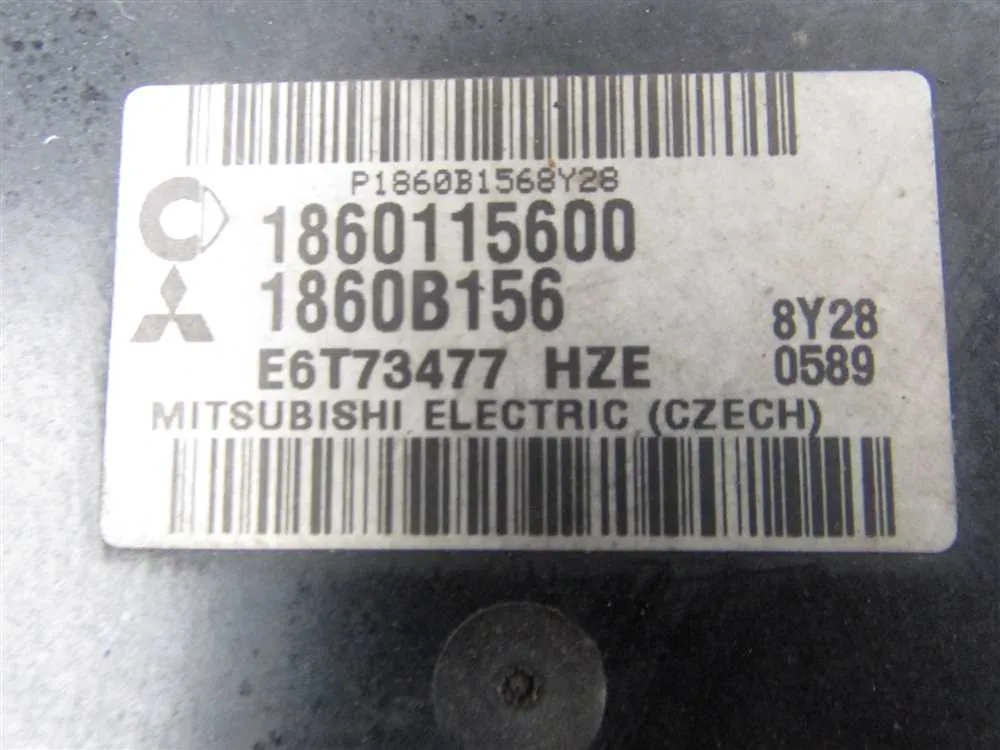 P1860B1568Y28
1860115600
1860B156
8Y28
E6T73477 HZE
0589
MITSUBISHI ELECTRIC (CZECH)